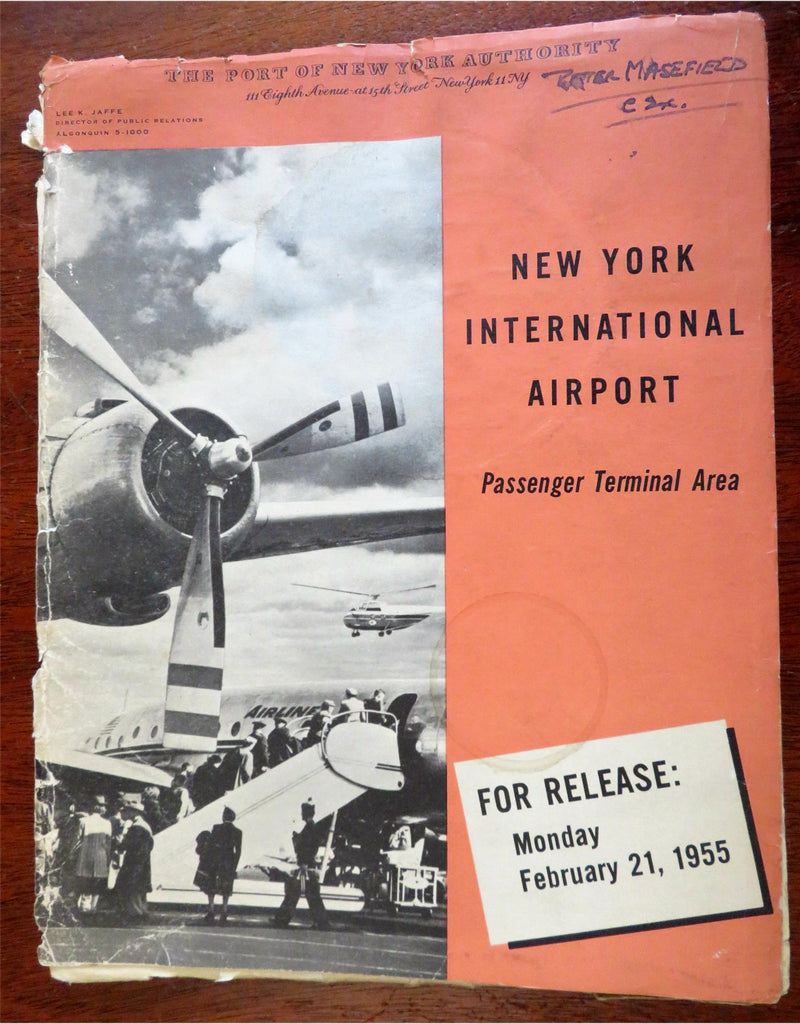 THE PORT OF NEW YORK AUTHORITY
111 Eighth Avenue-at 15th Street New York 11 NY
LEE K. JAFFE
DIRECTOR OF PUBLIC RELATIONS
ALGONQUIN 5-1000
PETER MASEFIELD
NEW YORK
INTERNATIONAL
AIRPORT
Passenger Terminal Area
AIRLINE
FOR RELEASE:
Monday
February 21, 1955